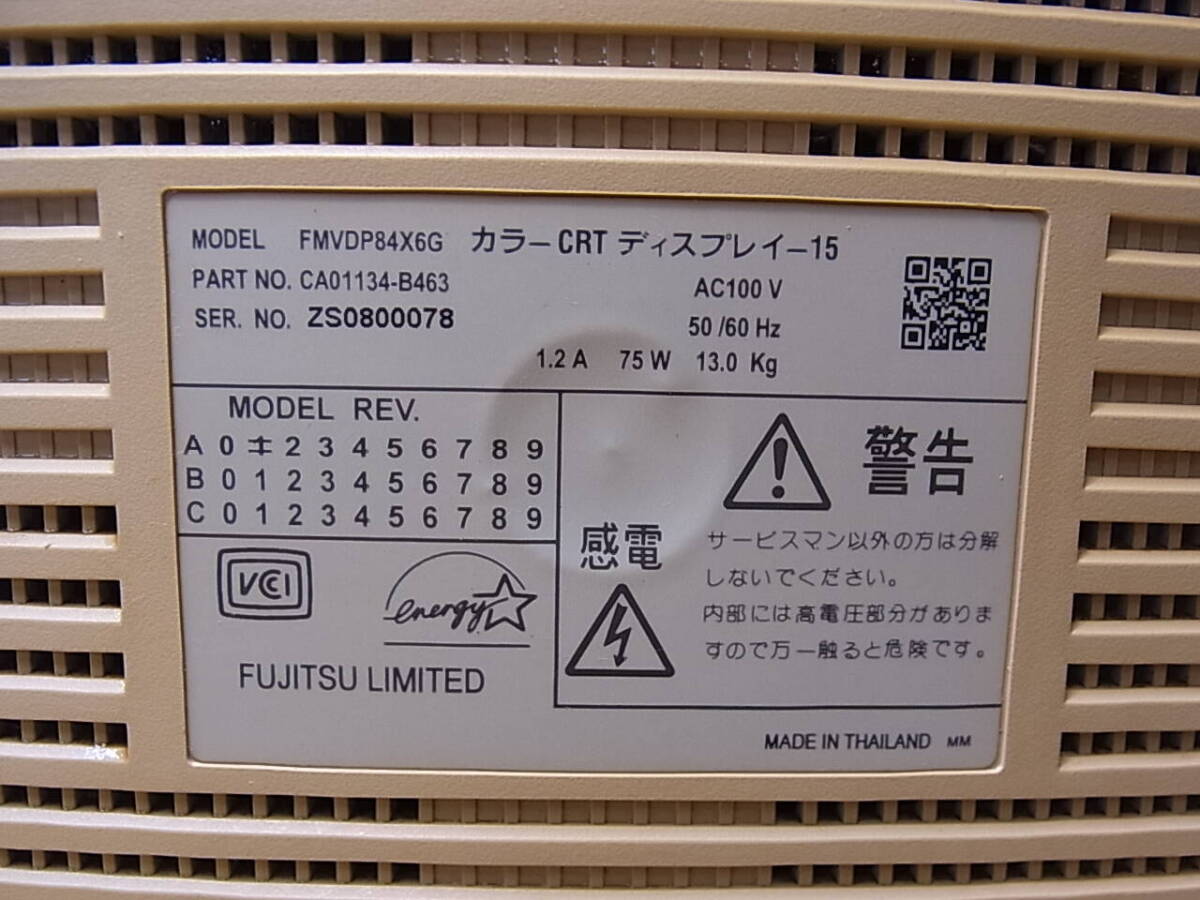 MODEL FMVDP84X6G カラーCRT ディスプレイー15
PART NO. CA01134-B463
SER. NO. ZS0800078
AC100 V
50 /60 Hz
1.2 A 75 W 13.0 Kg
MODEL REV.
A 0 1 2 3 4 5 6 7 8 9
B 0 1 2 3 4 5 6 7 8 9
C 0 1 2 3 4 5 6 7 8 9
VCCI
energy
FUJITSU LIMITED
警告
感電
サービスマン以外の方は分解
しないでください。
内部には高電圧部分がありま
すので万一触ると危険です。
MADE IN THAILAND MM